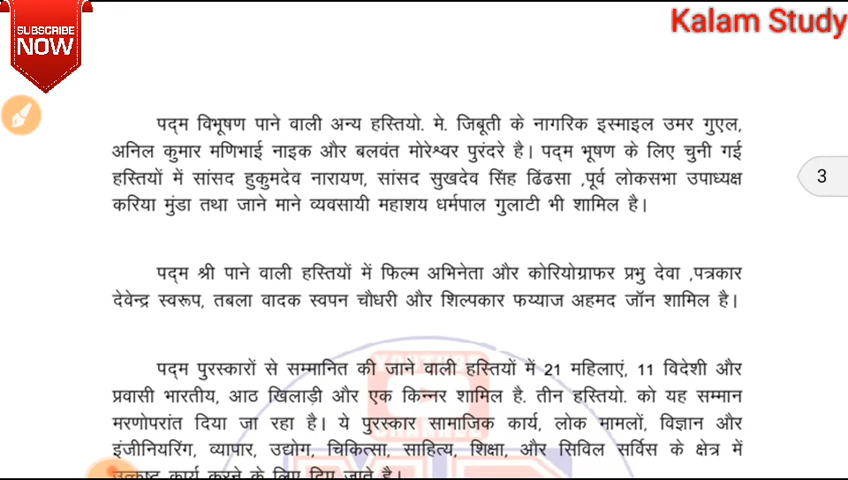 SUBSCRIBE
NOW
Kalam Study
पद्म विभूषण पाने वाली अन्य हस्तियो. मे. जिबूती के नागरिक इस्माइल उमर गुएल,
अनिल कुमार मणिभाई नाइक और बलवंत मोरेश्वर पुरंदरे है। पद्म भूषण के लिए चुनी गई
हस्तियों में सांसद हुकुमदेव नारायण, सांसद सुखदेव सिंह ढिंढसा ,पूर्व लोकसभा उपाध्यक्ष
3
करिया मुंडा तथा जाने माने व्यवसायी महाशय धर्मपाल गुलाटी भी शामिल है।
पद्म श्री पाने वाली हस्तियों में फिल्म अभिनेता और कोरियोग्राफर प्रभु देवा ,पत्रकार
देवेन्द्र स्वरूप, तबला वादक स्वपन चौधरी और शिल्पकार फय्याज अहमद जॉन शामिल है।
पद्म पुरस्कारों से सम्मानित की जाने वाली हस्तियों में 21 महिलाएं, 11 विदेशी और
प्रवासी भारतीय, आठ खिलाड़ी और एक किन्नर शामिल है. तीन हस्तियो. को यह सम्मान
मरणोपरांत दिया जा रहा है। ये पुरस्कार सामाजिक कार्य, लोक मामलों, विज्ञान और
इंजीनियरिंग, व्यापार, उद्योग, चिकित्सा, साहित्य, शिक्षा, और सिविल सर्विस के क्षेत्र में
उत्कृष्ट कार्य करने के लिए दिए जाते है।